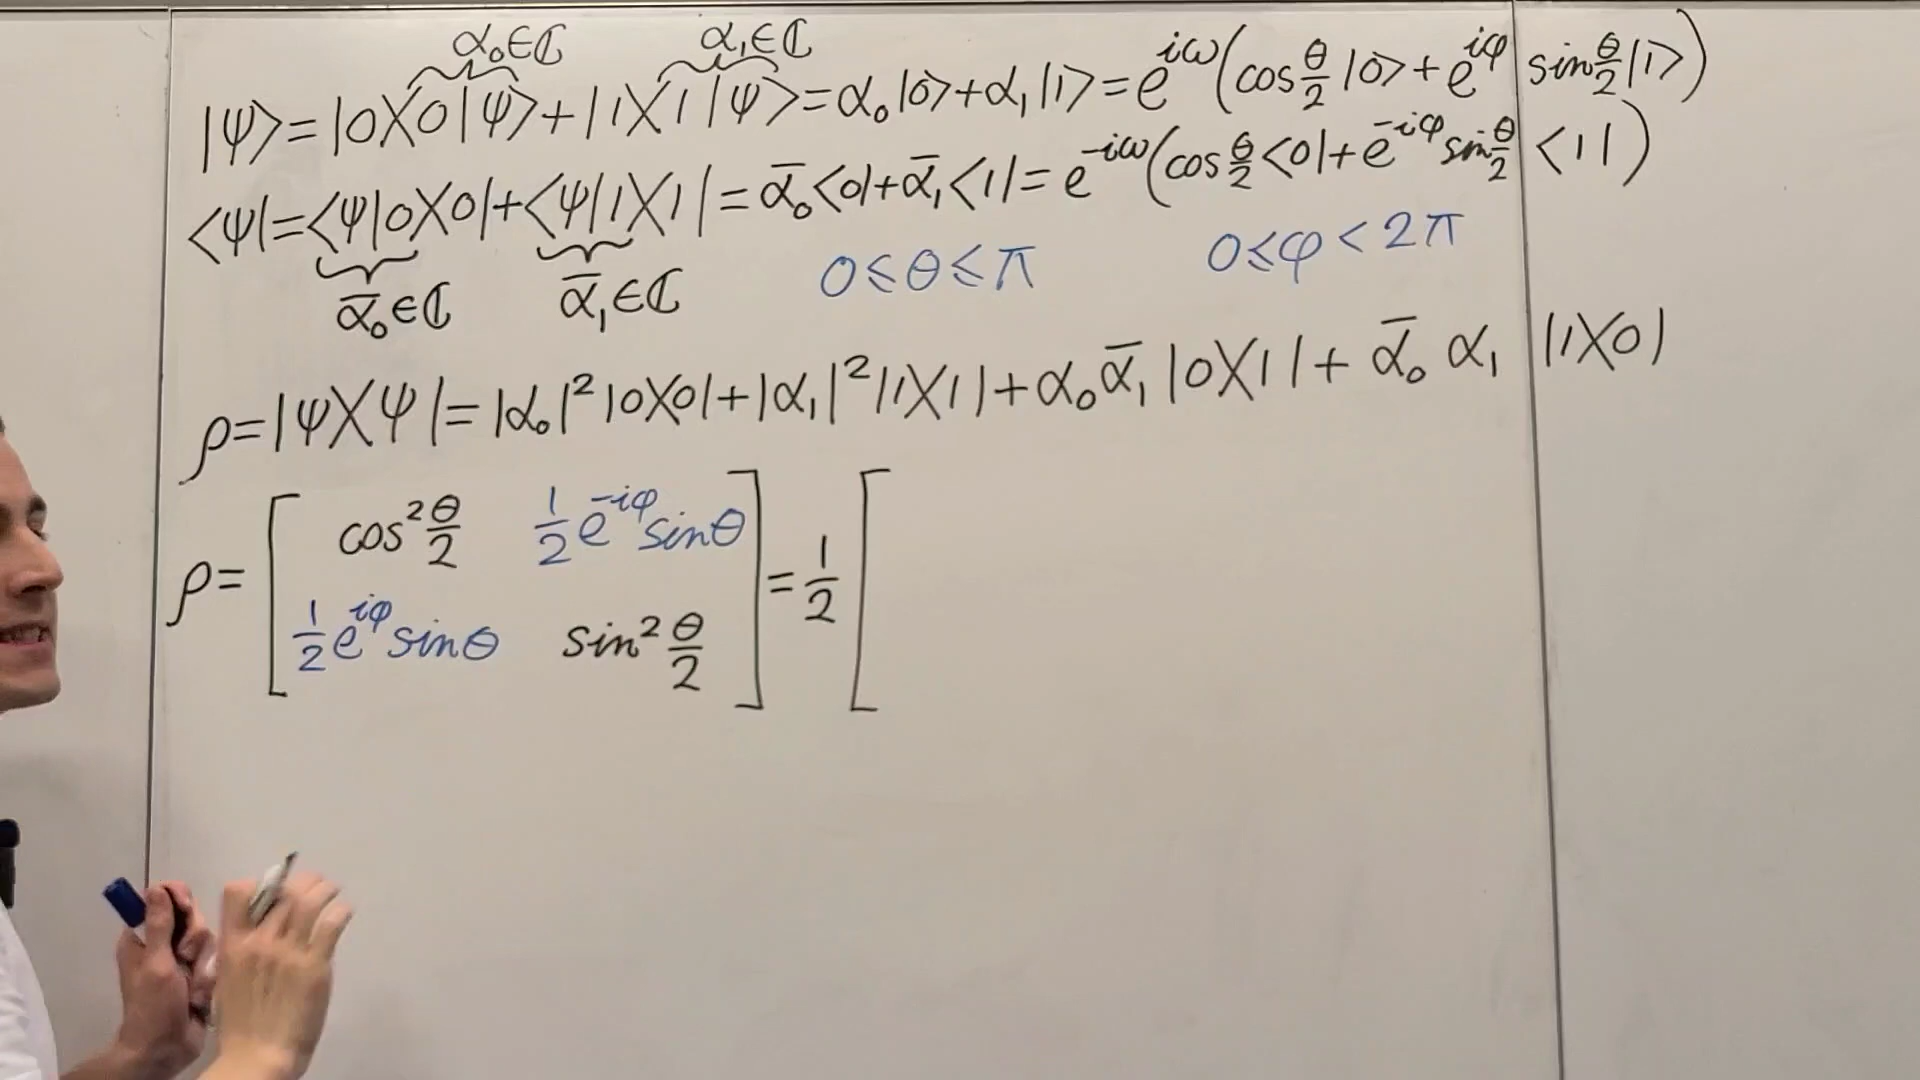 α₀∈ℂ α₁∈ℂ
|ψ⟩=|0⟩⟨0|ψ⟩+|1⟩⟨1|ψ⟩=α₀|0⟩+α₁|1⟩=e^{iω}(cos θ/2 |0⟩+e^{iφ} sin θ/2 |1⟩)
⟨ψ|=⟨ψ|0⟩⟨0|+⟨ψ|1⟩⟨1|=ᾱ₀⟨0|+ᾱ₁⟨1|=e^{-iω}(cos θ/2 ⟨0|+e^{-iφ} sin θ/2 ⟨1|)
ᾱ₀∈ℂ ᾱ₁∈ℂ 0≤θ≤π 0≤φ<2π
ρ=|ψ⟩⟨ψ|=|α₀|²|0⟩⟨0|+|α₁|²|1⟩⟨1|+α₀ᾱ₁|0⟩⟨1|+ᾱ₀α₁|1⟩⟨0|
ρ=[cos² θ/2 1/2 e^{-iφ} sinθ
1/2 e^{iφ} sinθ sin² θ/2]=1/2[